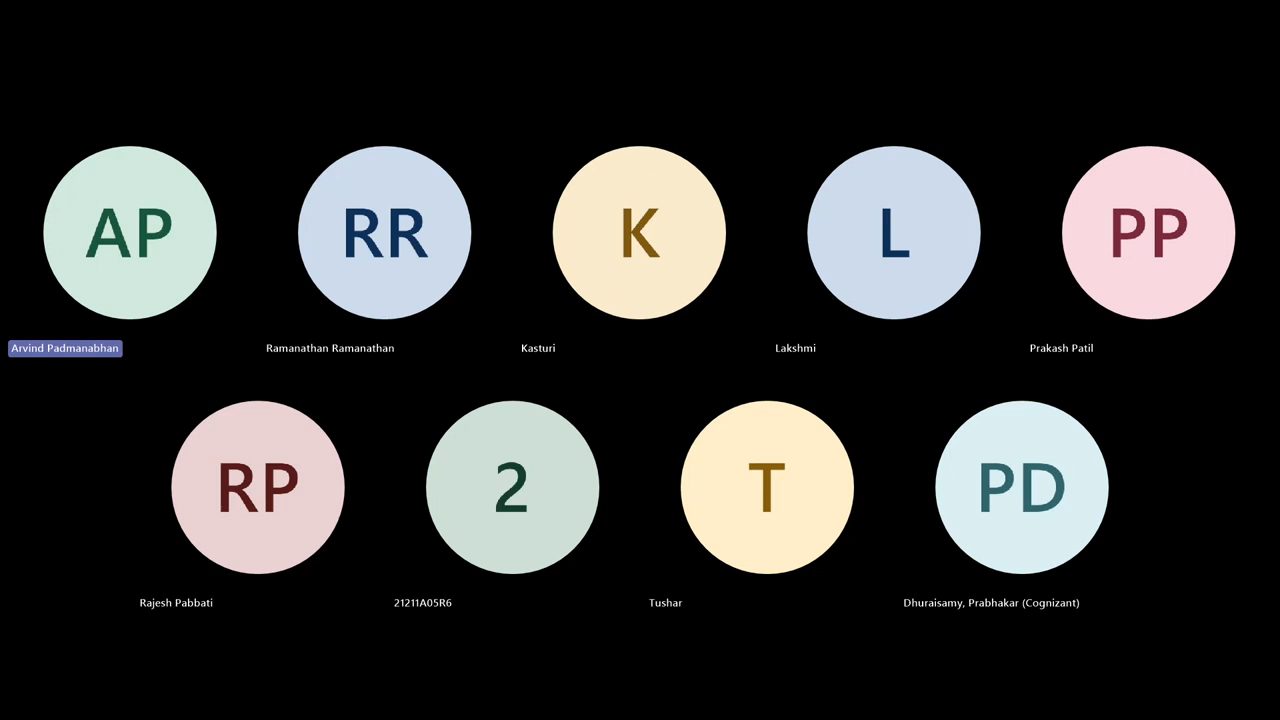 AP
RR
K
L
PP
Arvind Padmanabhan
Ramanathan Ramanathan
Kasturi
Lakshmi
Prakash Patil
RP
2
T
PD
Rajesh Pabbati
21211A05R6
Tushar
Dhuraisamy, Prabhakar (Cognizant)